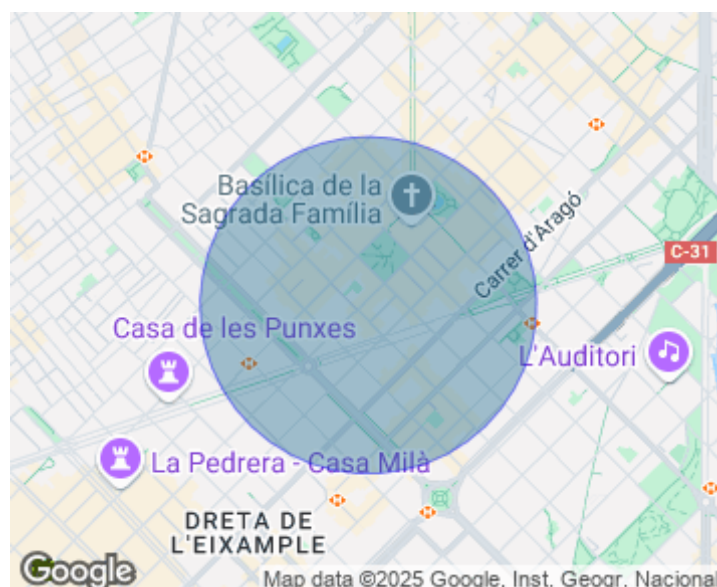 Basílica de la
Sagrada Família
Carrer d'Aragó
C-31
Casa de les Punxes
L'Auditori
La Pedrera - Casa Milà
DRETA DE
L'EIXAMPLE
Google
Map data ©2025 Google, Inst. Geogr. Nacional